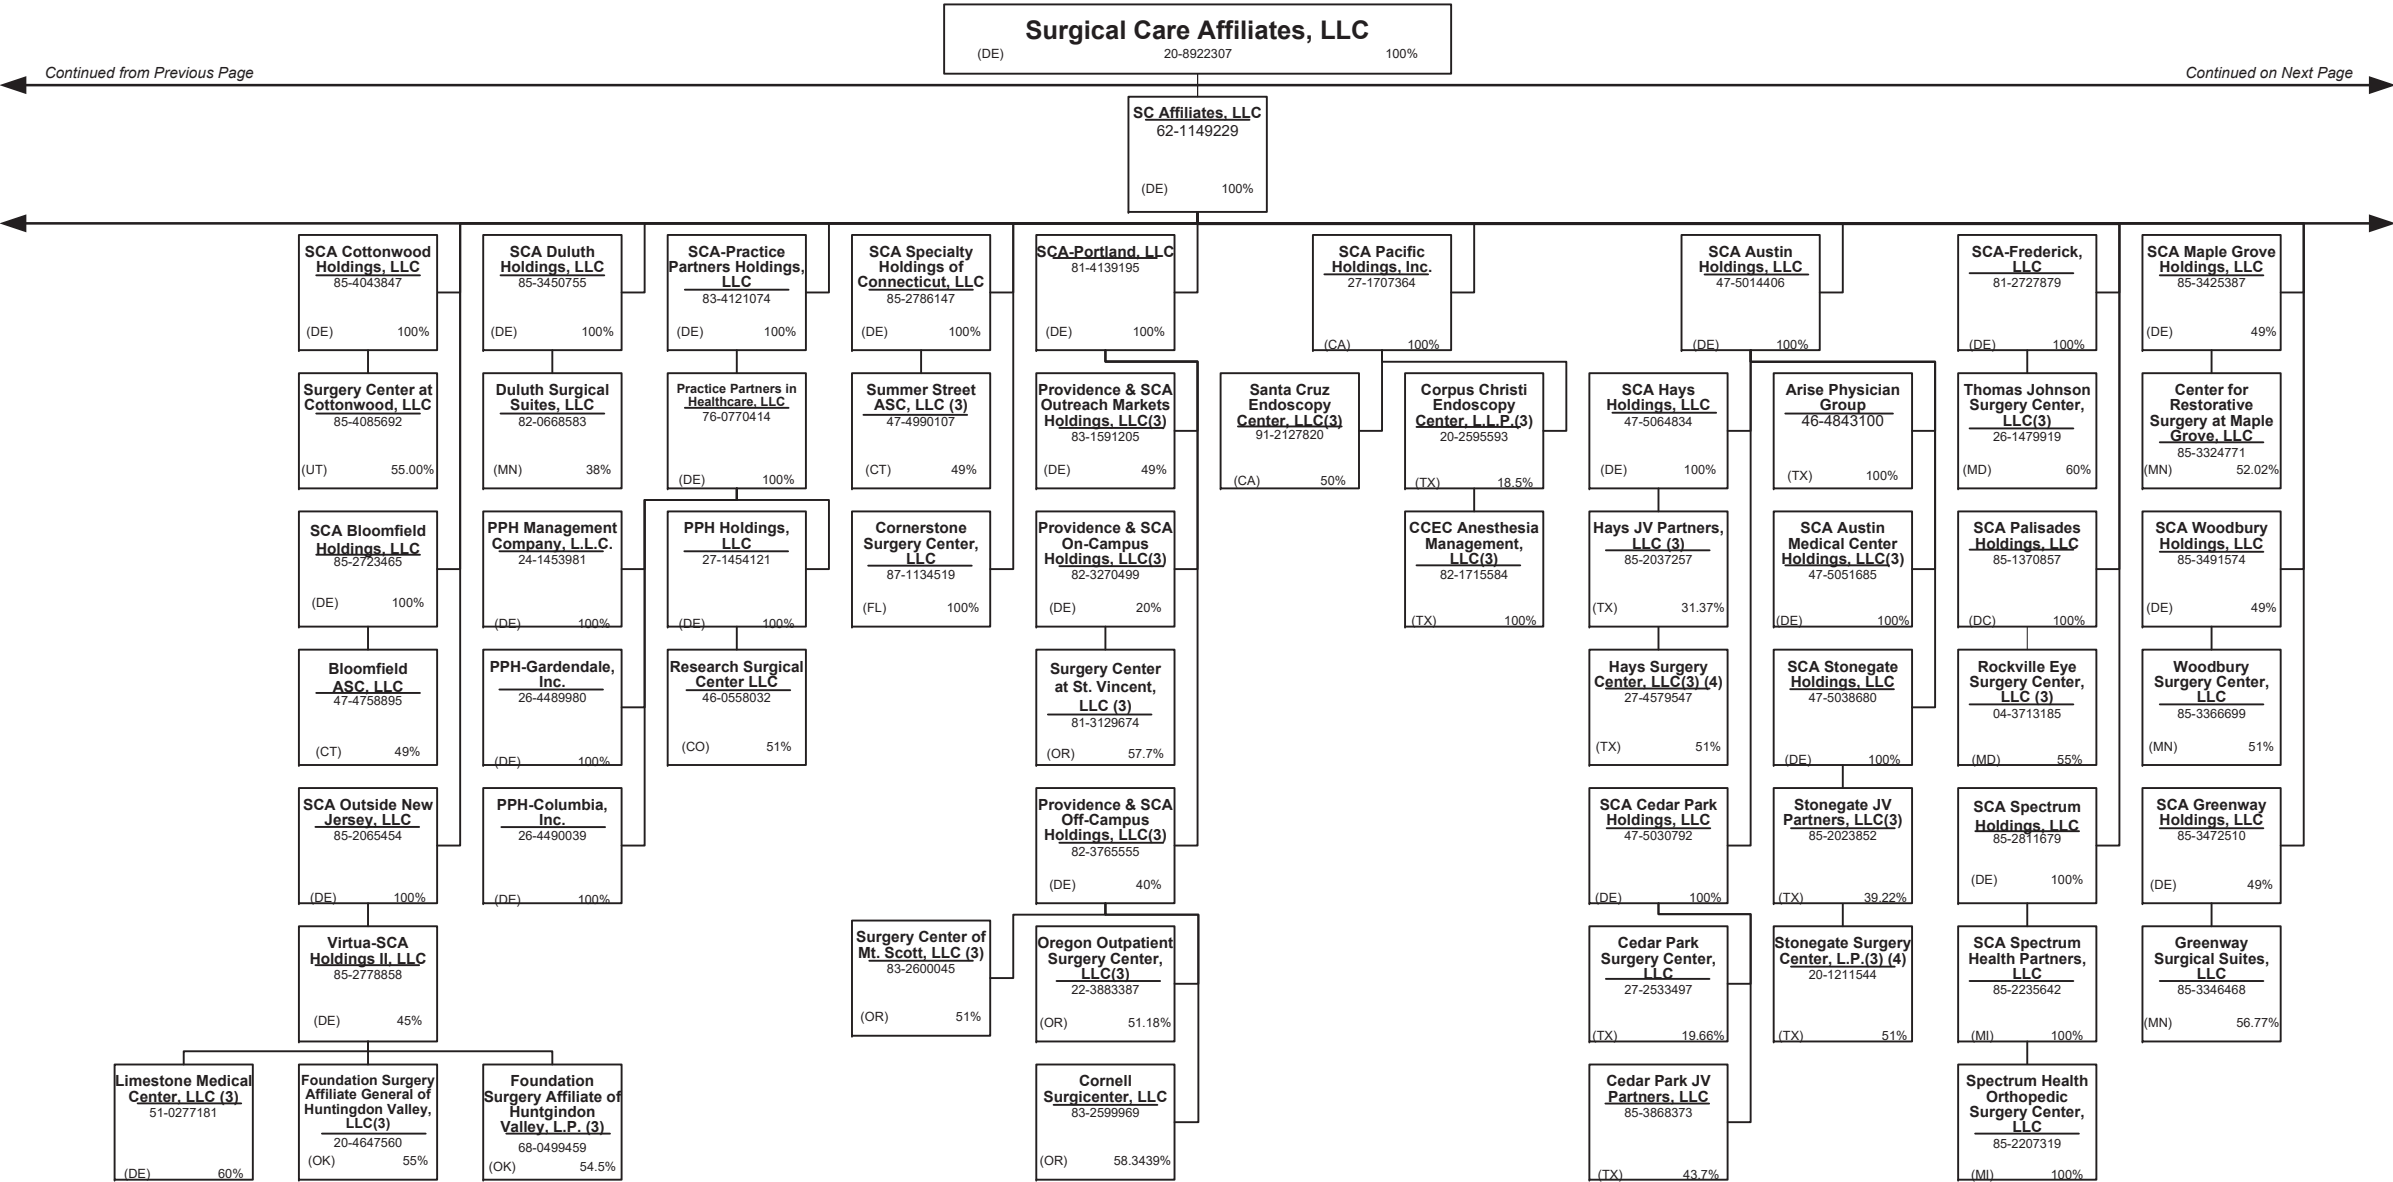 Surgical Care Affiliates, LLC
(DE) 20-8922307 100%
Continued from Previous Page
Continued on Next Page
SC Affiliates, LLC
62-1149229
(DE) 100%
SCA Cottonwood
Holdings, LLC
85-4043847
(DE) 100%
SCA Duluth
Holdings, LLC
85-3450755
(DE) 100%
SCA-Practice
Partners Holdings,
LLC
83-4121074
(DE) 100%
SCA Specialty
Holdings of
Connecticut, LLC
85-2786147
(DE) 100%
SCA-Portland, LLC
81-4139195
(DE) 100%
SCA Pacific
Holdings, Inc.
27-1707364
(CA) 100%
SCA Austin
Holdings, LLC
47-5014406
(DE) 100%
SCA-Frederick,
LLC
81-2727879
(DE) 100%
SCA Maple Grove
Holdings, LLC
85-3425387
(DE) 49%
Surgery Center at
Cottonwood, LLC
85-4085692
(UT) 55.00%
Duluth Surgical
Suites, LLC
82-0668583
(MN) 38%
Practice Partners in
Healthcare, LLC
76-0770414
(DE) 100%
Summer Street
ASC, LLC (3)
47-4990107
(CT) 49%
Providence & SCA
Outreach Markets
Holdings, LLC(3)
83-1591205
(DE) 49%
Santa Cruz
Endoscopy
Center, LLC(3)
91-2127820
(CA) 50%
Corpus Christi
Endoscopy
Center, L.L.P.(3)
20-2595593
(TX) 18.5%
SCA Hays
Holdings, LLC
47-5064834
(DE) 100%
Arise Physician
Group
46-4843100
(TX) 100%
Thomas Johnson
Surgery Center,
LLC(3)
26-1479919
(MD) 60%
Center for
Restorative
Surgery at Maple
Grove, LLC
85-3324771
(MN) 52.02%
SCA Bloomfield
Holdings, LLC
85-2723465
(DE) 100%
PPH Management
Company, L.L.C.
24-1453981
(DE) 100%
PPH Holdings,
LLC
27-1454121
(DE) 100%
Cornerstone
Surgery Center,
LLC
87-1134519
(FL) 100%
Providence & SCA
On-Campus
Holdings, LLC(3)
82-3270499
(DE) 20%
CCEC Anesthesia
Management,
LLC(3)
82-1715584
(TX) 100%
Hays JV Partners,
LLC (3)
85-2037257
(TX) 31.37%
SCA Austin
Medical Center
Holdings, LLC(3)
47-5051685
(DE) 100%
SCA Palisades
Holdings, LLC
85-1370857
(DC) 100%
SCA Woodbury
Holdings, LLC
85-3491574
(DE) 49%
Bloomfield
ASC, LLC
47-4758895
(CT) 49%
PPH-Gardendale,
Inc.
26-4489980
(DE) 100%
Research Surgical
Center LLC
46-0558032
(CO) 51%
Surgery Center
at St. Vincent,
LLC (3)
81-3129674
(OR) 57.7%
Hays Surgery
Center, LLC(3) (4)
27-4579547
(TX) 51%
SCA Stonegate
Holdings, LLC
47-5038680
(DE) 100%
Rockville Eye
Surgery Center,
LLC (3)
04-3713185
(MD) 55%
Woodbury
Surgery Center,
LLC
85-3366699
(MN) 51%
SCA Outside New
Jersey, LLC
85-2065454
(DE) 100%
PPH-Columbia,
Inc.
26-4490039
(DE) 100%
Providence & SCA
Off-Campus
Holdings, LLC(3)
82-3765555
(DE) 40%
SCA Cedar Park
Holdings, LLC
47-5030792
(DE) 100%
Stonegate JV
Partners, LLC(3)
85-2023852
(TX) 39.22%
SCA Spectrum
Holdings, LLC
85-2811679
(DE) 100%
SCA Greenway
Holdings, LLC
85-3472510
(DE) 49%
Virtua-SCA
Holdings II, LLC
85-2778858
(DE) 45%
Surgery Center of
Mt. Scott, LLC (3)
83-2600045
(OR) 51%
Oregon Outpatient
Surgery Center,
LLC(3)
22-3883387
(OR) 51.18%
Cedar Park
Surgery Center,
LLC
27-2533497
(TX) 19.66%
Stonegate Surgery
Center, L.P.(3) (4)
20-1211544
(TX) 51%
SCA Spectrum
Health Partners,
LLC
85-2235642
(MI) 100%
Greenway
Surgical Suites,
LLC
85-3346468
(MN) 56.77%
Limestone Medical
Center, LLC (3)
51-0277181
(DE) 60%
Foundation Surgery
Affiliate General of
Huntingdon Valley,
LLC(3)
20-4647560
(OK) 55%
Foundation
Surgery Affiliate of
Huntgindon
Valley, L.P. (3)
68-0499459
(OK) 54.5%
Cornell
Surgicenter, LLC
83-2599969
(OR) 58.3439%
Cedar Park JV
Partners, LLC
85-3868373
(TX) 43.7%
Spectrum Health
Orthopedic
Surgery Center,
LLC
85-2207319
(MI) 100%